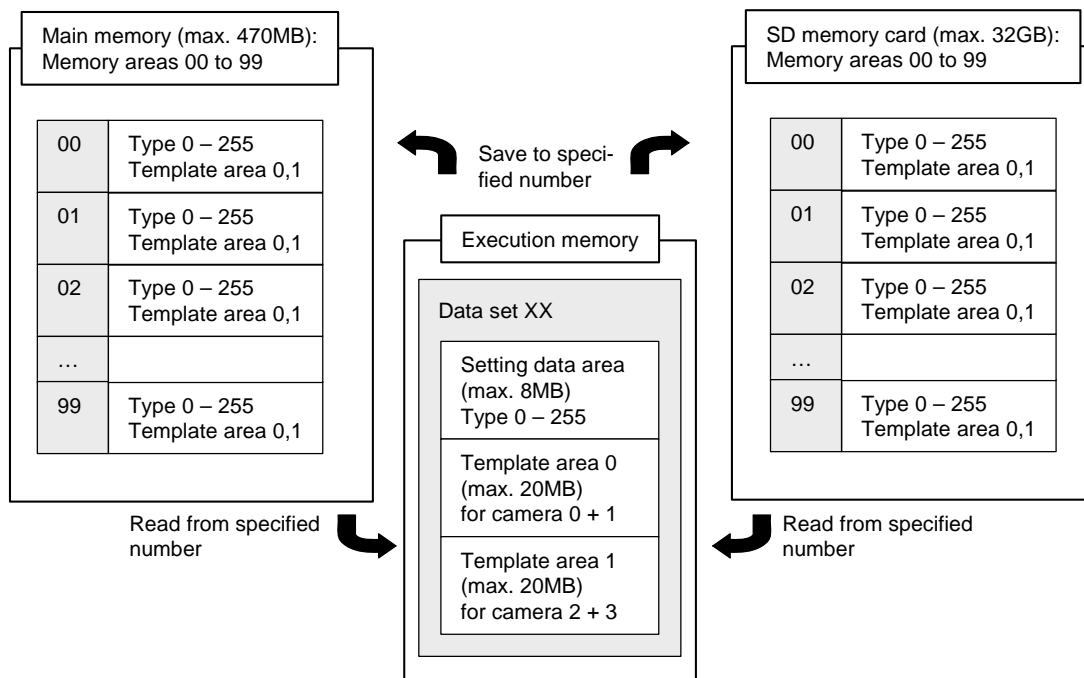 Main memory (max. 470MB):
Memory areas 00 to 99
00
Type 0 – 255
Template area 0,1
01
Type 0 – 255
Template area 0,1
02
Type 0 – 255
Template area 0,1
…
99
Type 0 – 255
Template area 0,1
Save to speci-
fied number
Execution memory
Data set XX
Setting data area
(max. 8MB)
Type 0 – 255
Template area 0
(max. 20MB)
for camera 0 + 1
Template area 1
(max. 20MB)
for camera 2 + 3
SD memory card (max. 32GB):
Memory areas 00 to 99
00
Type 0 – 255
Template area 0,1
01
Type 0 – 255
Template area 0,1
02
Type 0 – 255
Template area 0,1
...
99
Type 0 – 255
Template area 0,1
Read from specified
number
Read from specified
number